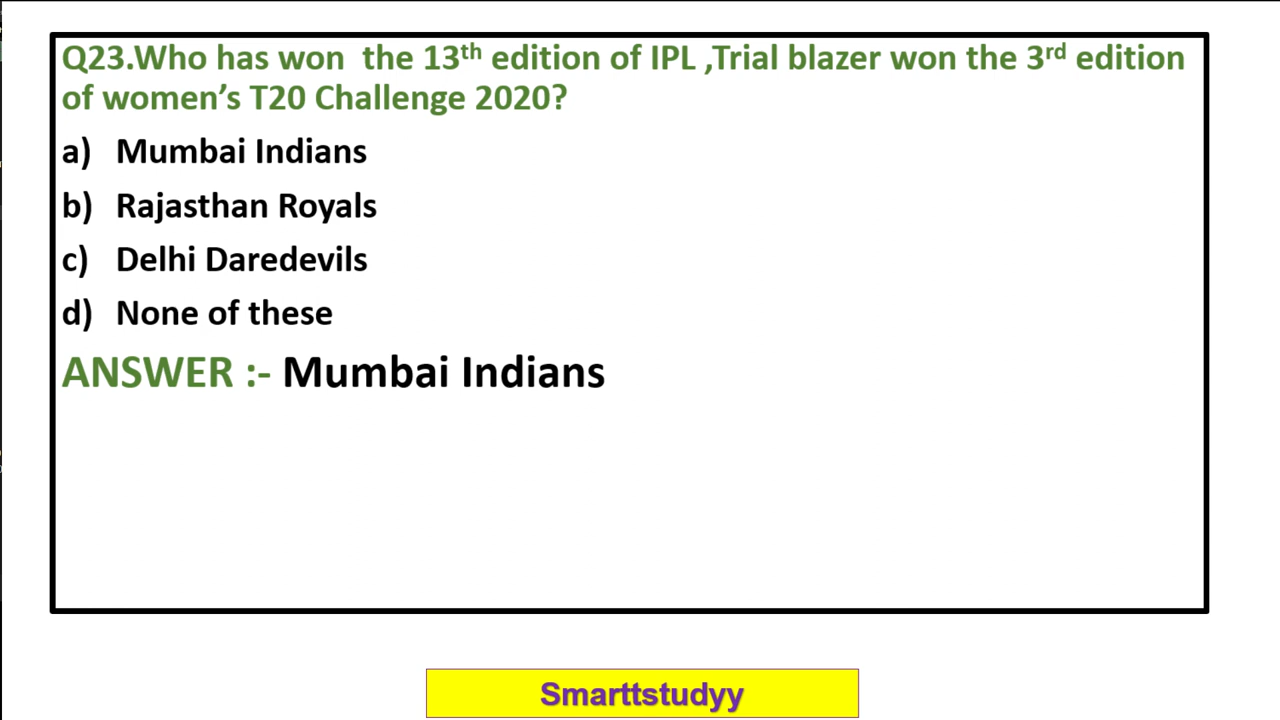 Q23.Who has won  the 13th edition of IPL ,Trial blazer won the 3rd edition
of women’s T20 Challenge 2020?
a) Mumbai Indians
b) Rajasthan Royals
c) Delhi Daredevils
d) None of these
ANSWER :- Mumbai Indians
Smarttstudyy